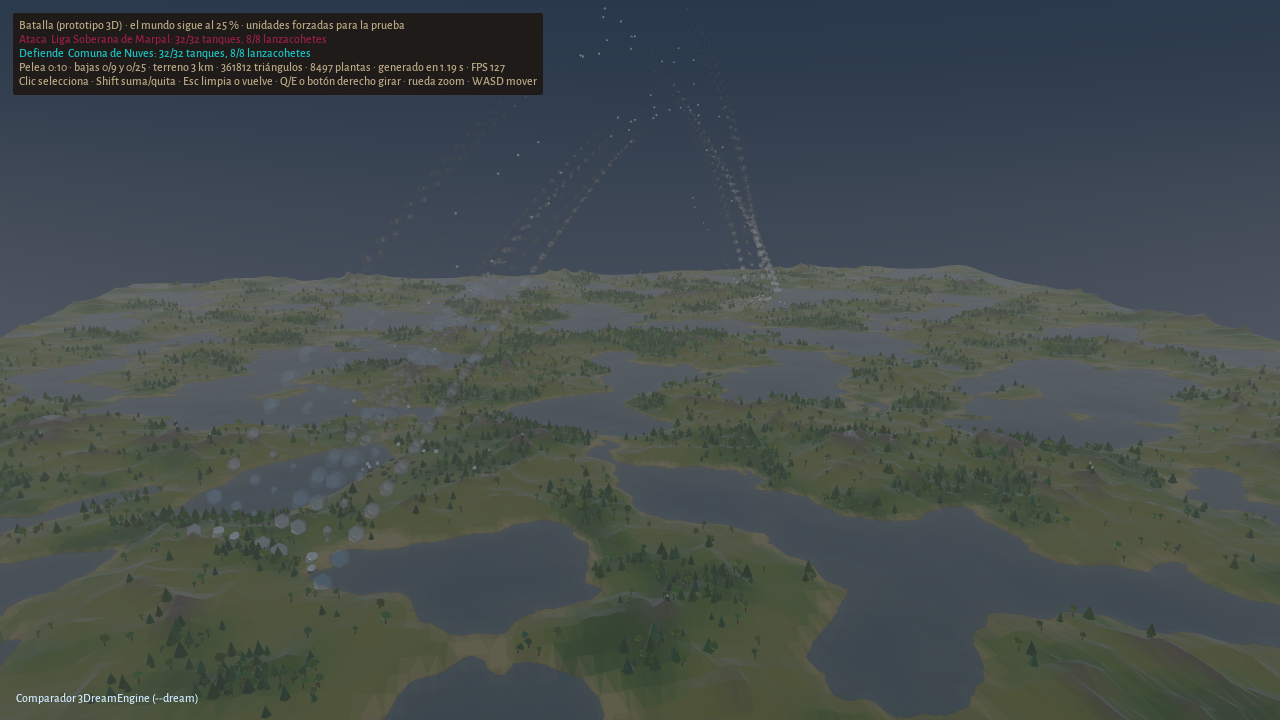 Batalla (prototipo 3D) · el mundo sigue al 25 % · unidades forzadas para la prueba
Ataca Liga Soberana de Marpal: 32/32 tanques, 8/8 lanzacohetes
Defiende Comuna de Nuves: 32/32 tanques, 8/8 lanzacohetes
Pelea 0:10 · bajas 0/9 y 0/25 · terreno 3 km · 361812 triángulos · 8497 plantas · generado en 1.19 s · FPS 127
Clic selecciona · Shift suma/quita · Esc limpia o vuelve · Q/E o botón derecho girar · rueda zoom · WASD mover
Comparador 3DreamEngine (--dream)